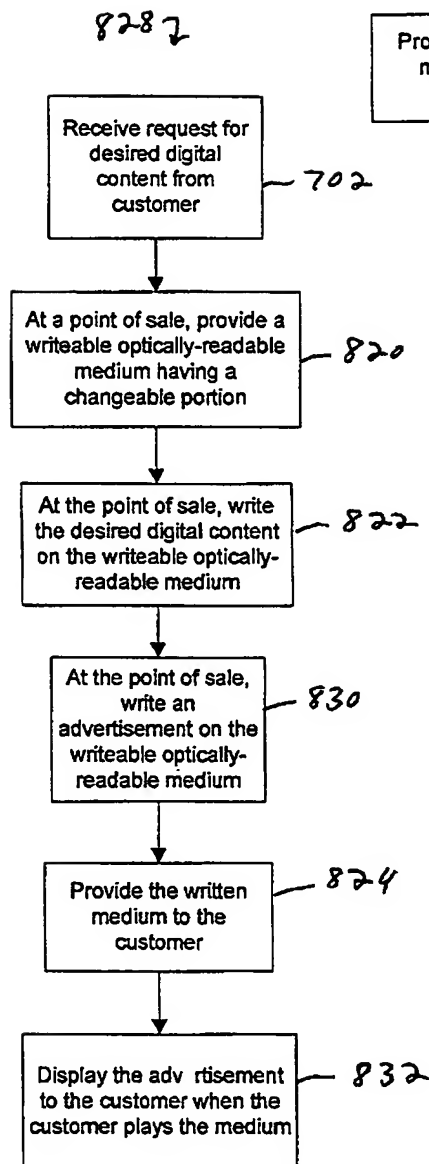 828
Pro
Receive request for
desired digital
content from
customer
702
At a point of sale, provide a
writeable optically-readable
medium having a
changeable portion
820
At the point of sale, write
the desired digital content
on the writeable optically-
readable medium
822
At the point of sale,
write an
advertisement on the
writeable optically-
readable medium
830
Provide the written
medium to the
customer
824
Display the adv rtisement
to the customer when the
customer plays the medium
832